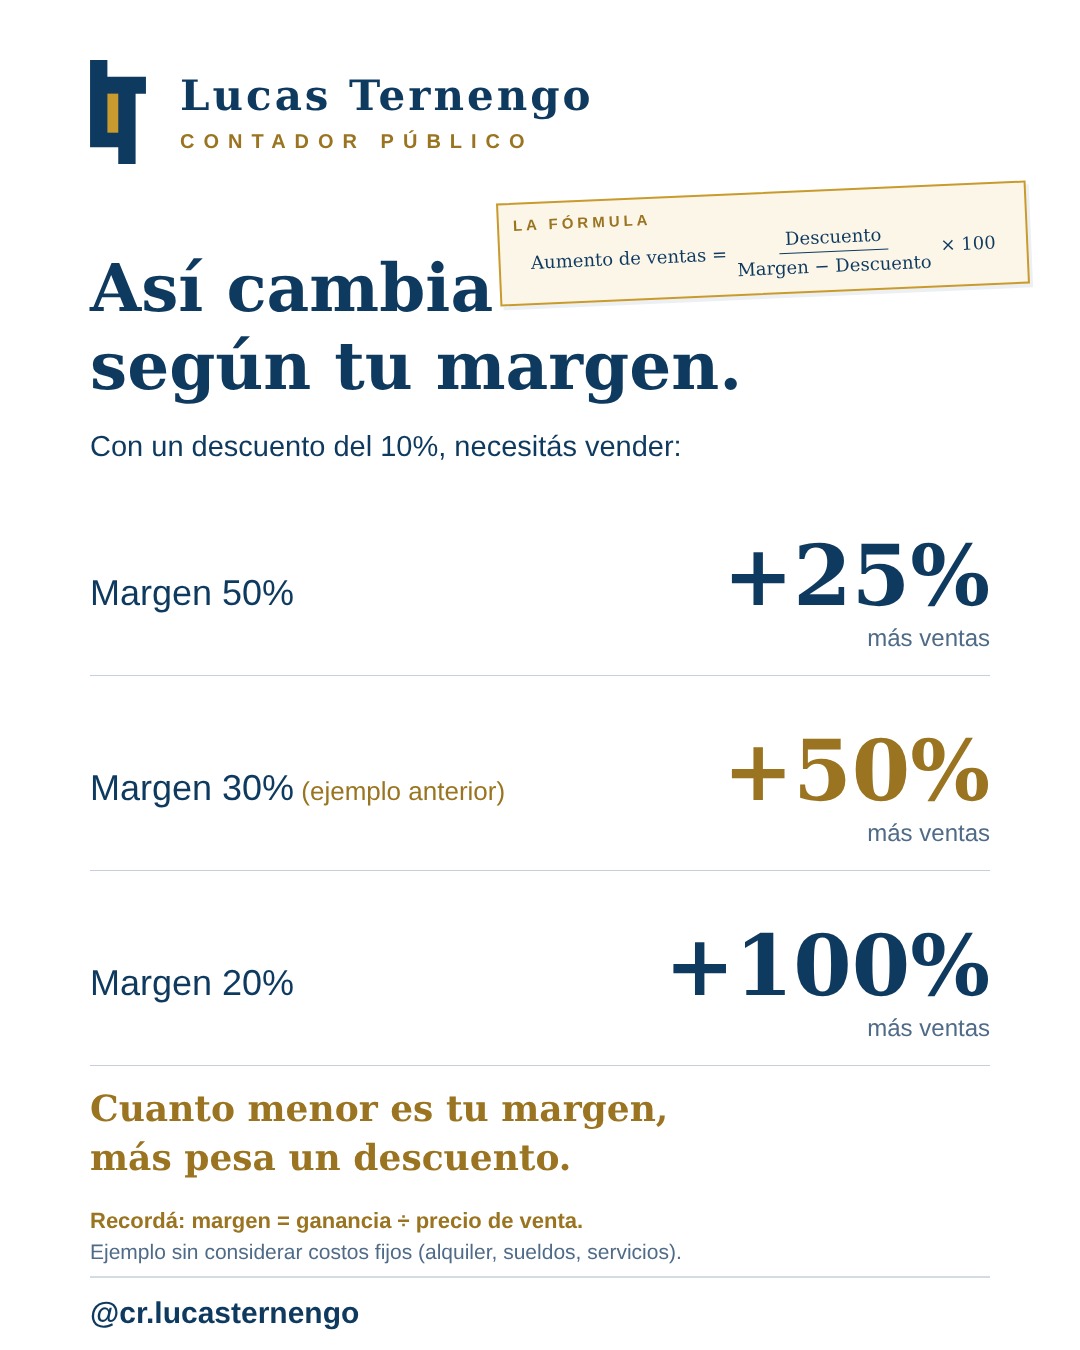 Lucas Ternengo
CONTADOR PÚBLICO
LA FÓRMULA
Aumento de ventas = Descuento
Margen − Descuento × 100
Así cambia
según tu margen.
Con un descuento del 10%, necesitás vender:
Margen 50%
+25%
más ventas
Margen 30% (ejemplo anterior)
+50%
más ventas
Margen 20%
+100%
más ventas
Cuanto menor es tu margen,
más pesa un descuento.
Recordá: margen = ganancia ÷ precio de venta.
Ejemplo sin considerar costos fijos (alquiler, sueldos, servicios).
@cr.lucasternengo